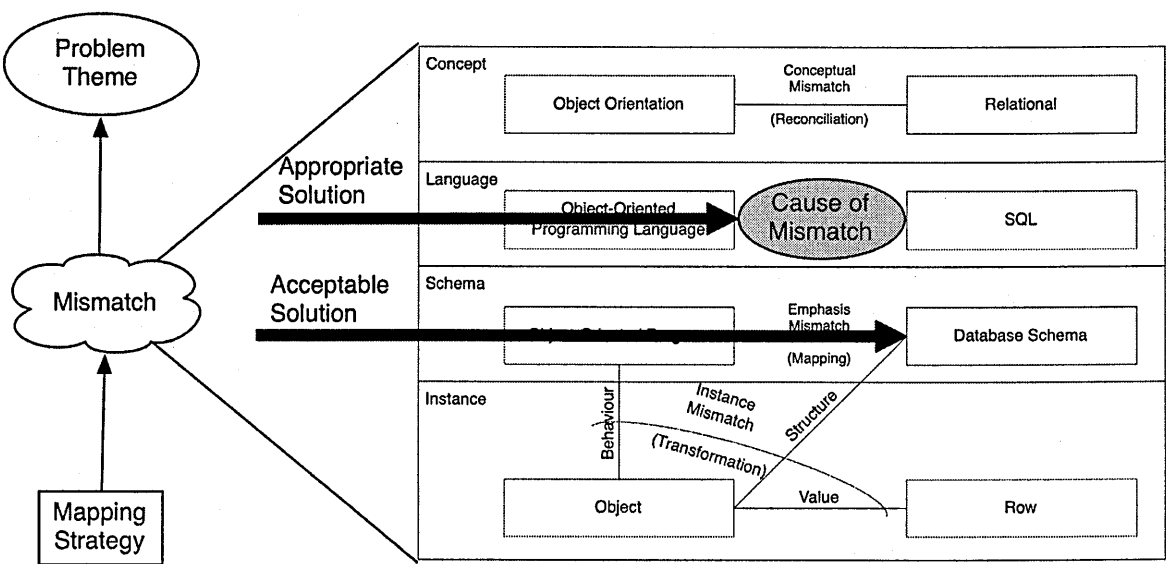 Problem
Theme
Mismatch
Mapping
Strategy
Appropriate
Solution
Acceptable
Solution
Concept
Object Orientation
Conceptual
Mismatch
(Reconciliation)
Relational
Language
Object-Oriented
Programming Language
Cause of
Mismatch
SQL
Schema
Emphasis
Mismatch
(Mapping)
Database Schema
Instance
Behaviour
Instance
Mismatch
(Transformation)
Structure
Object
Value
Row